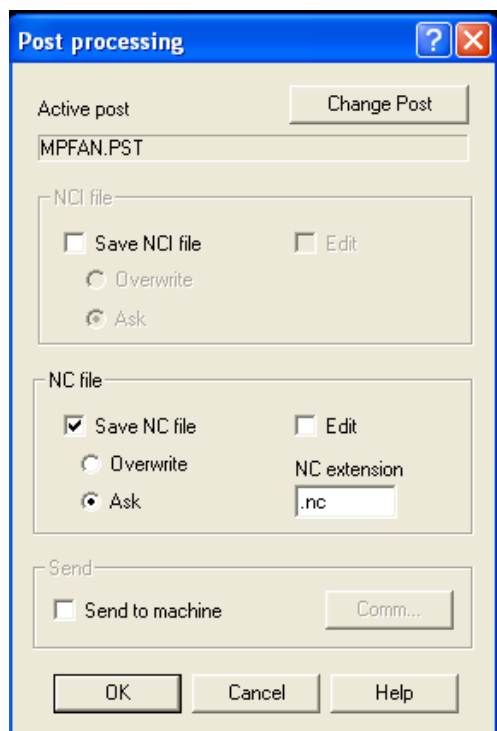 Post processing
Active post
Change Post
MPFAN.PST
NCI file
Save NCI file
Edit
Overwrite
Ask
NC file
Save NC file
Edit
Overwrite
NC extension
Ask
.nc
Send
Send to machine
Comm...
OK
Cancel
Help